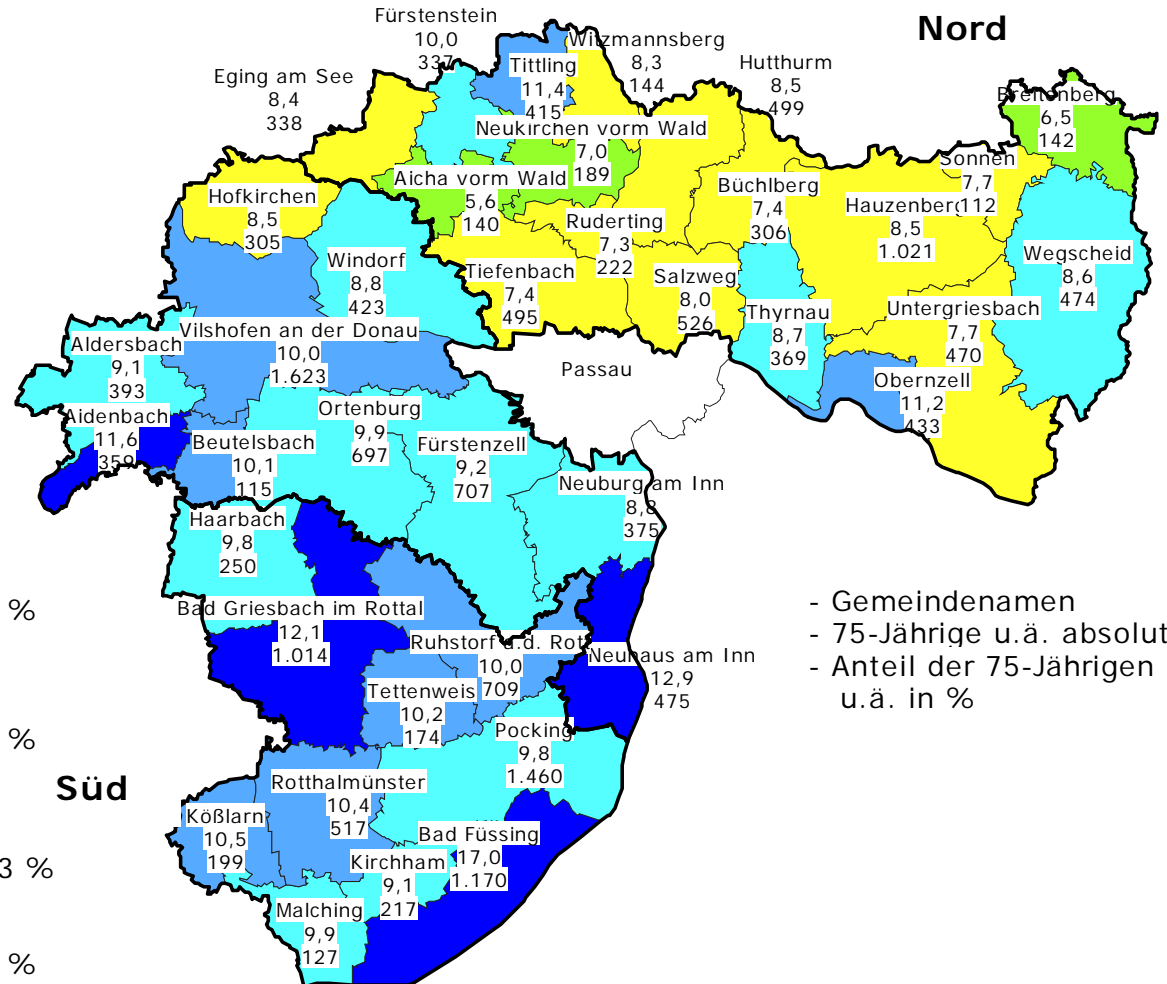 Nord
Fürstenstein
10,0
337
Witzmannsberg
8,3
144
Tittling
11,4
415
Hutthurm
8,5
499
Eging am See
8,4
338
Breitenberg
6,5
142
Neukirchen vorm Wald
7,0
189
Sonnen
7,7
112
Aicha vorm Wald
5,6
140
Büchlberg
7,4
306
Hofkirchen
8,5
305
Hauzenberg
8,5
1.021
Ruderting
7,3
222
Wegscheid
8,6
474
Windorf
8,8
423
Tiefenbach
7,4
495
Salzweg
8,0
526
Thyrnau
8,7
369
Untergriesbach
7,7
470
Vilshofen an der Donau
10,0
1.623
Aldersbach
9,1
393
Passau
Obernzell
11,2
433
Aidenbach
11,6
359
Ortenburg
9,9
697
Beutelsbach
10,1
115
Fürstenzell
9,2
707
Neuburg am Inn
8,8
375
Haarbach
9,8
250
%
Bad Griesbach im Rottal
12,1
1.014
- Gemeindenamen
- 75-Jährige u.ä. absolut
- Anteil der 75-Jährigen
u.ä. in %
Ruhstorf a.d. Rott
10,0
709
Neuhaus am Inn
12,9
475
Tettenweis
10,2
174
Pocking
9,8
1.460
%
Süd
Rotthalmünster
10,4
517
Kößlarn
10,5
199
Bad Füssing
17,0
1.170
Kirchham
9,1
217
3 %
Malching
9,9
127
%